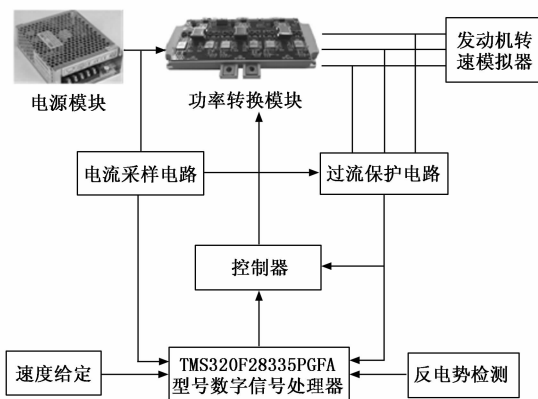 发动机转
速模拟器
电源模块
功率转换模块
电流采样电路
过流保护电路
控制器
速度给定
TMS320F28335PGFA
型号数字信号处理器
反电势检测